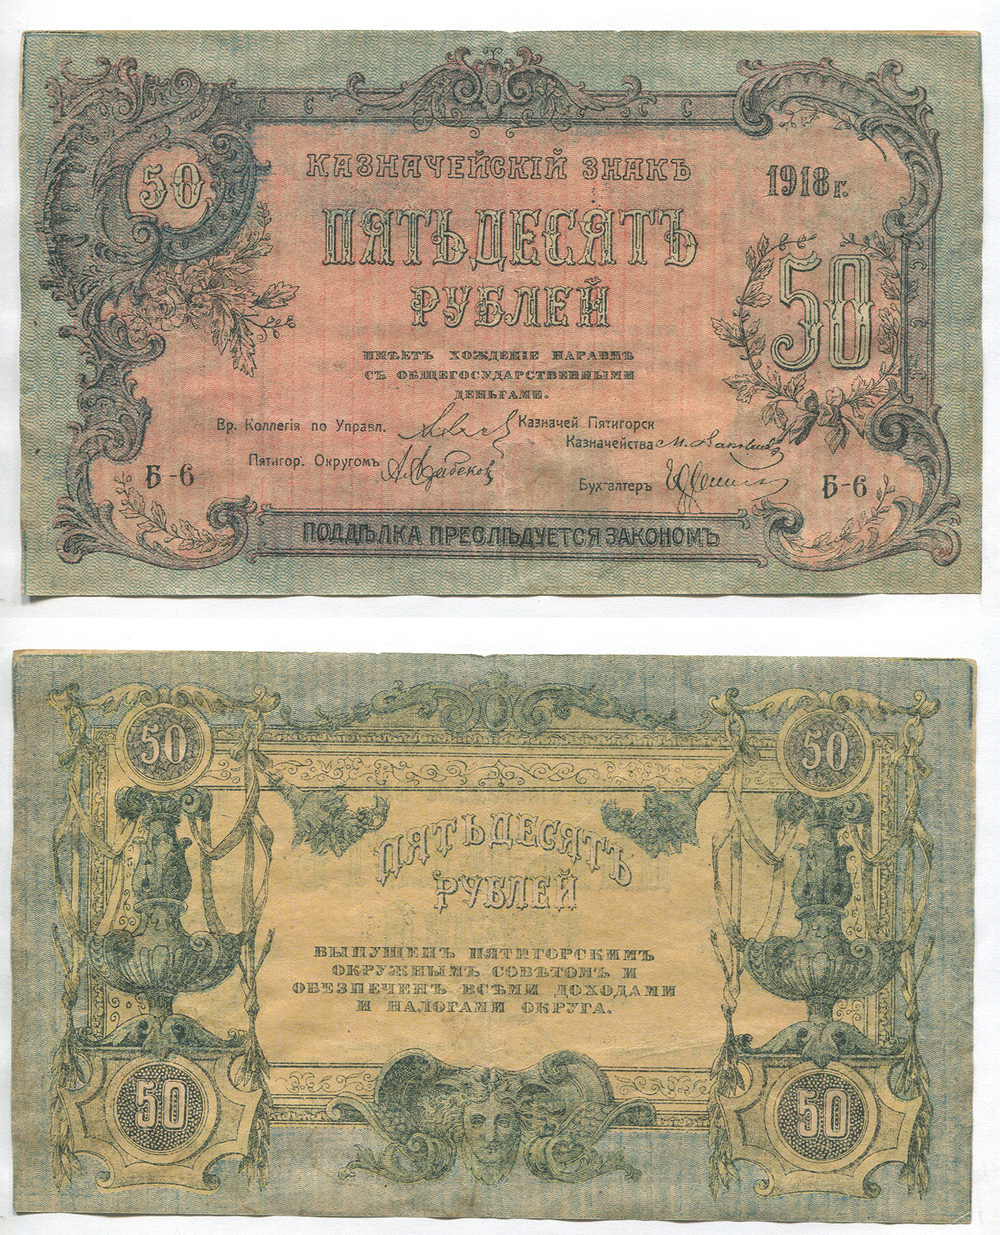 50
КАЗНАЧЕЙСКІЙ ЗНАКЪ
1918 г.
ПЯТЬДЕСЯТЪ
РУБЛЕЙ
50
ИМѢЕТЪ ХОЖДЕНІЕ НАРАВНѢ
СЪ ОБЩЕГОСУДАРСТВЕННЫМИ
ДЕНЬГАМИ.
Вр. Коллегія по Управл.
Пятигор. Округомъ
Казначей Пятигорск
Казначейства
Бухгалтеръ
Б-6
Б-6
ПОДДѢЛКА ПРЕСЛѢДУЕТСЯ ЗАКОНОМЪ
50
50
ПЯТЬДЕСЯТЪ
РУБЛЕЙ
ВЫПУЩЕНЪ ПЯТИГОРСКИМЪ
ОКРУЖНЫМЪ СОВѢТОМЪ И
ОБЕЗПЕЧЕНЪ ВСѢМИ ДОХОДАМИ
И НАЛОГАМИ ОКРУГА.
50
50